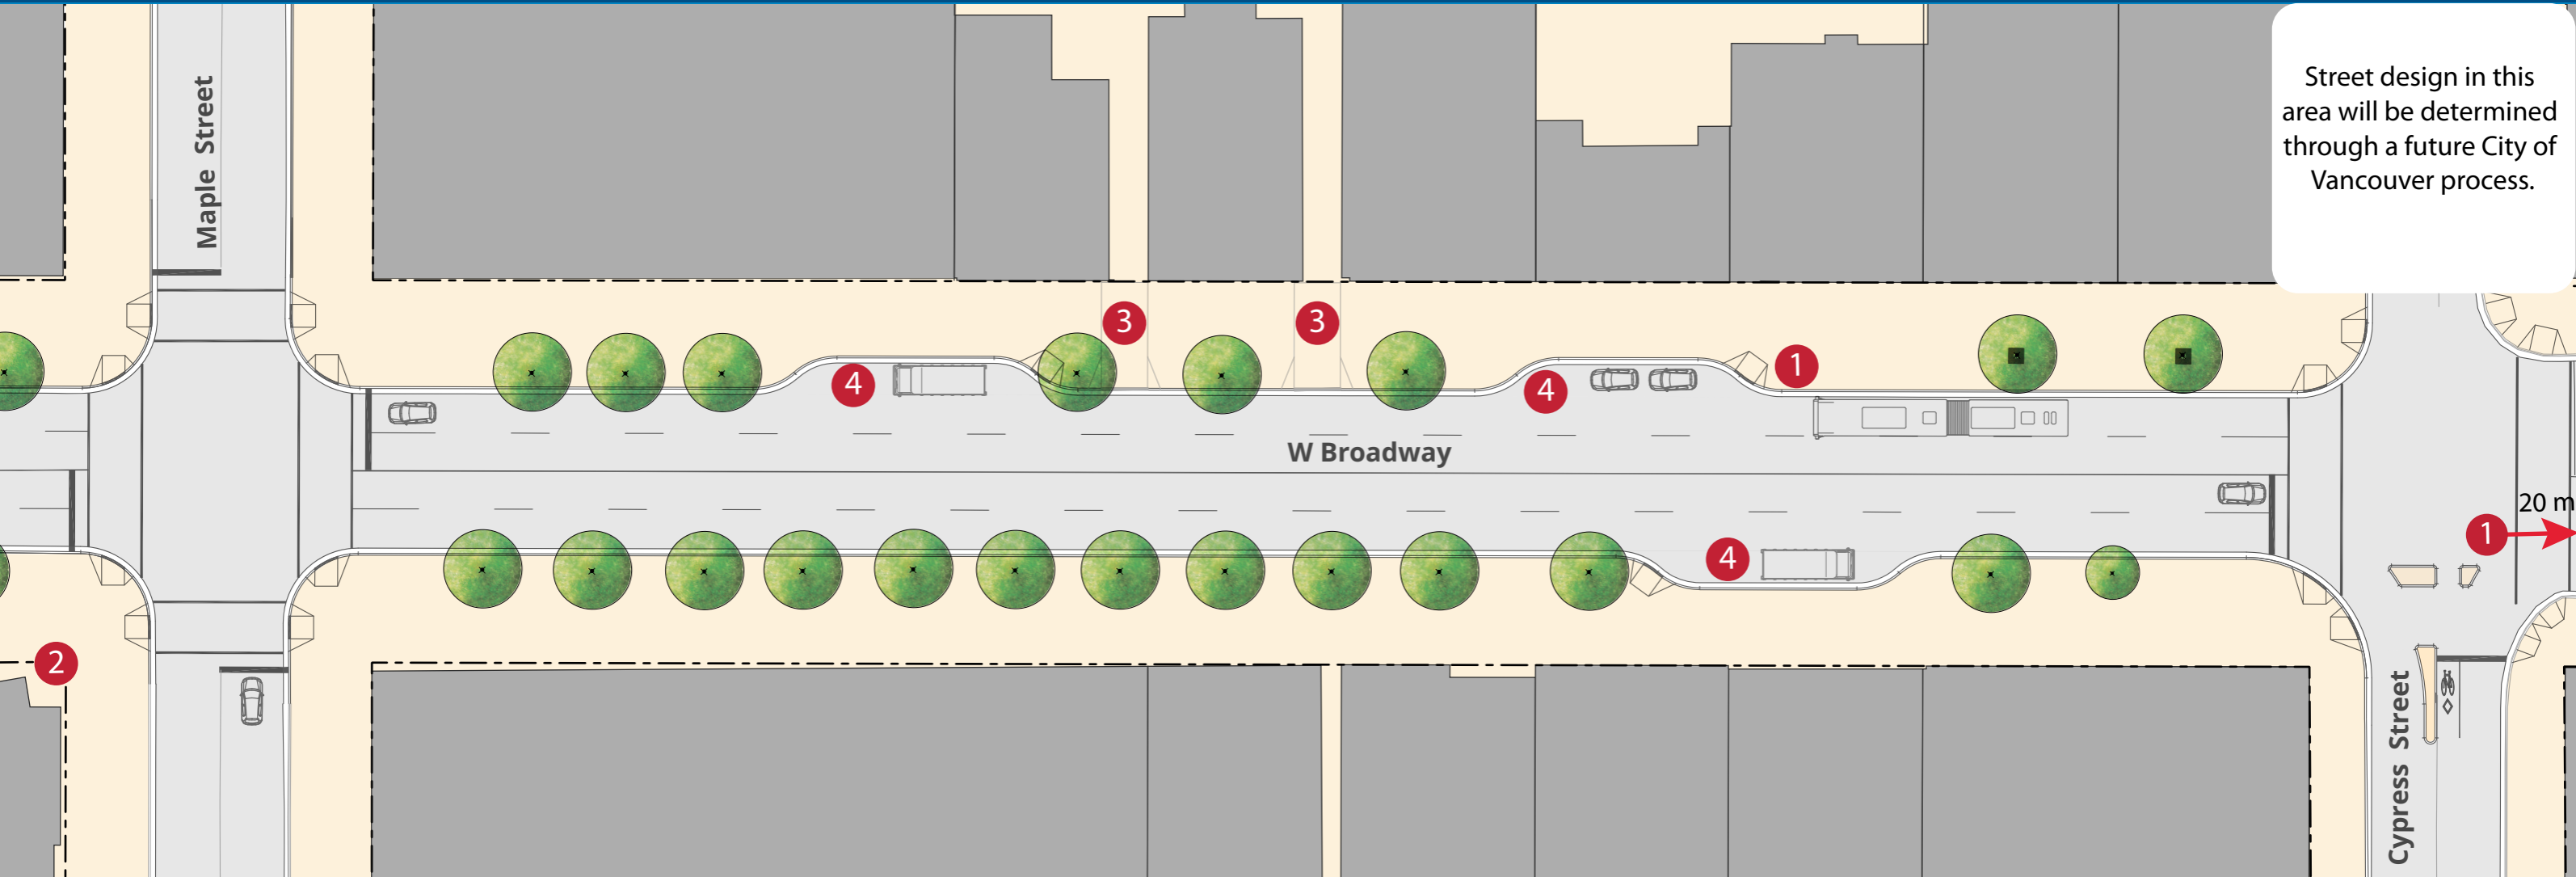 Maple Street
Street design in this
area will be determined
through a future City of
Vancouver process.
3
3
1
4
4
W Broadway
20 m
1
4
2
Cypress Street